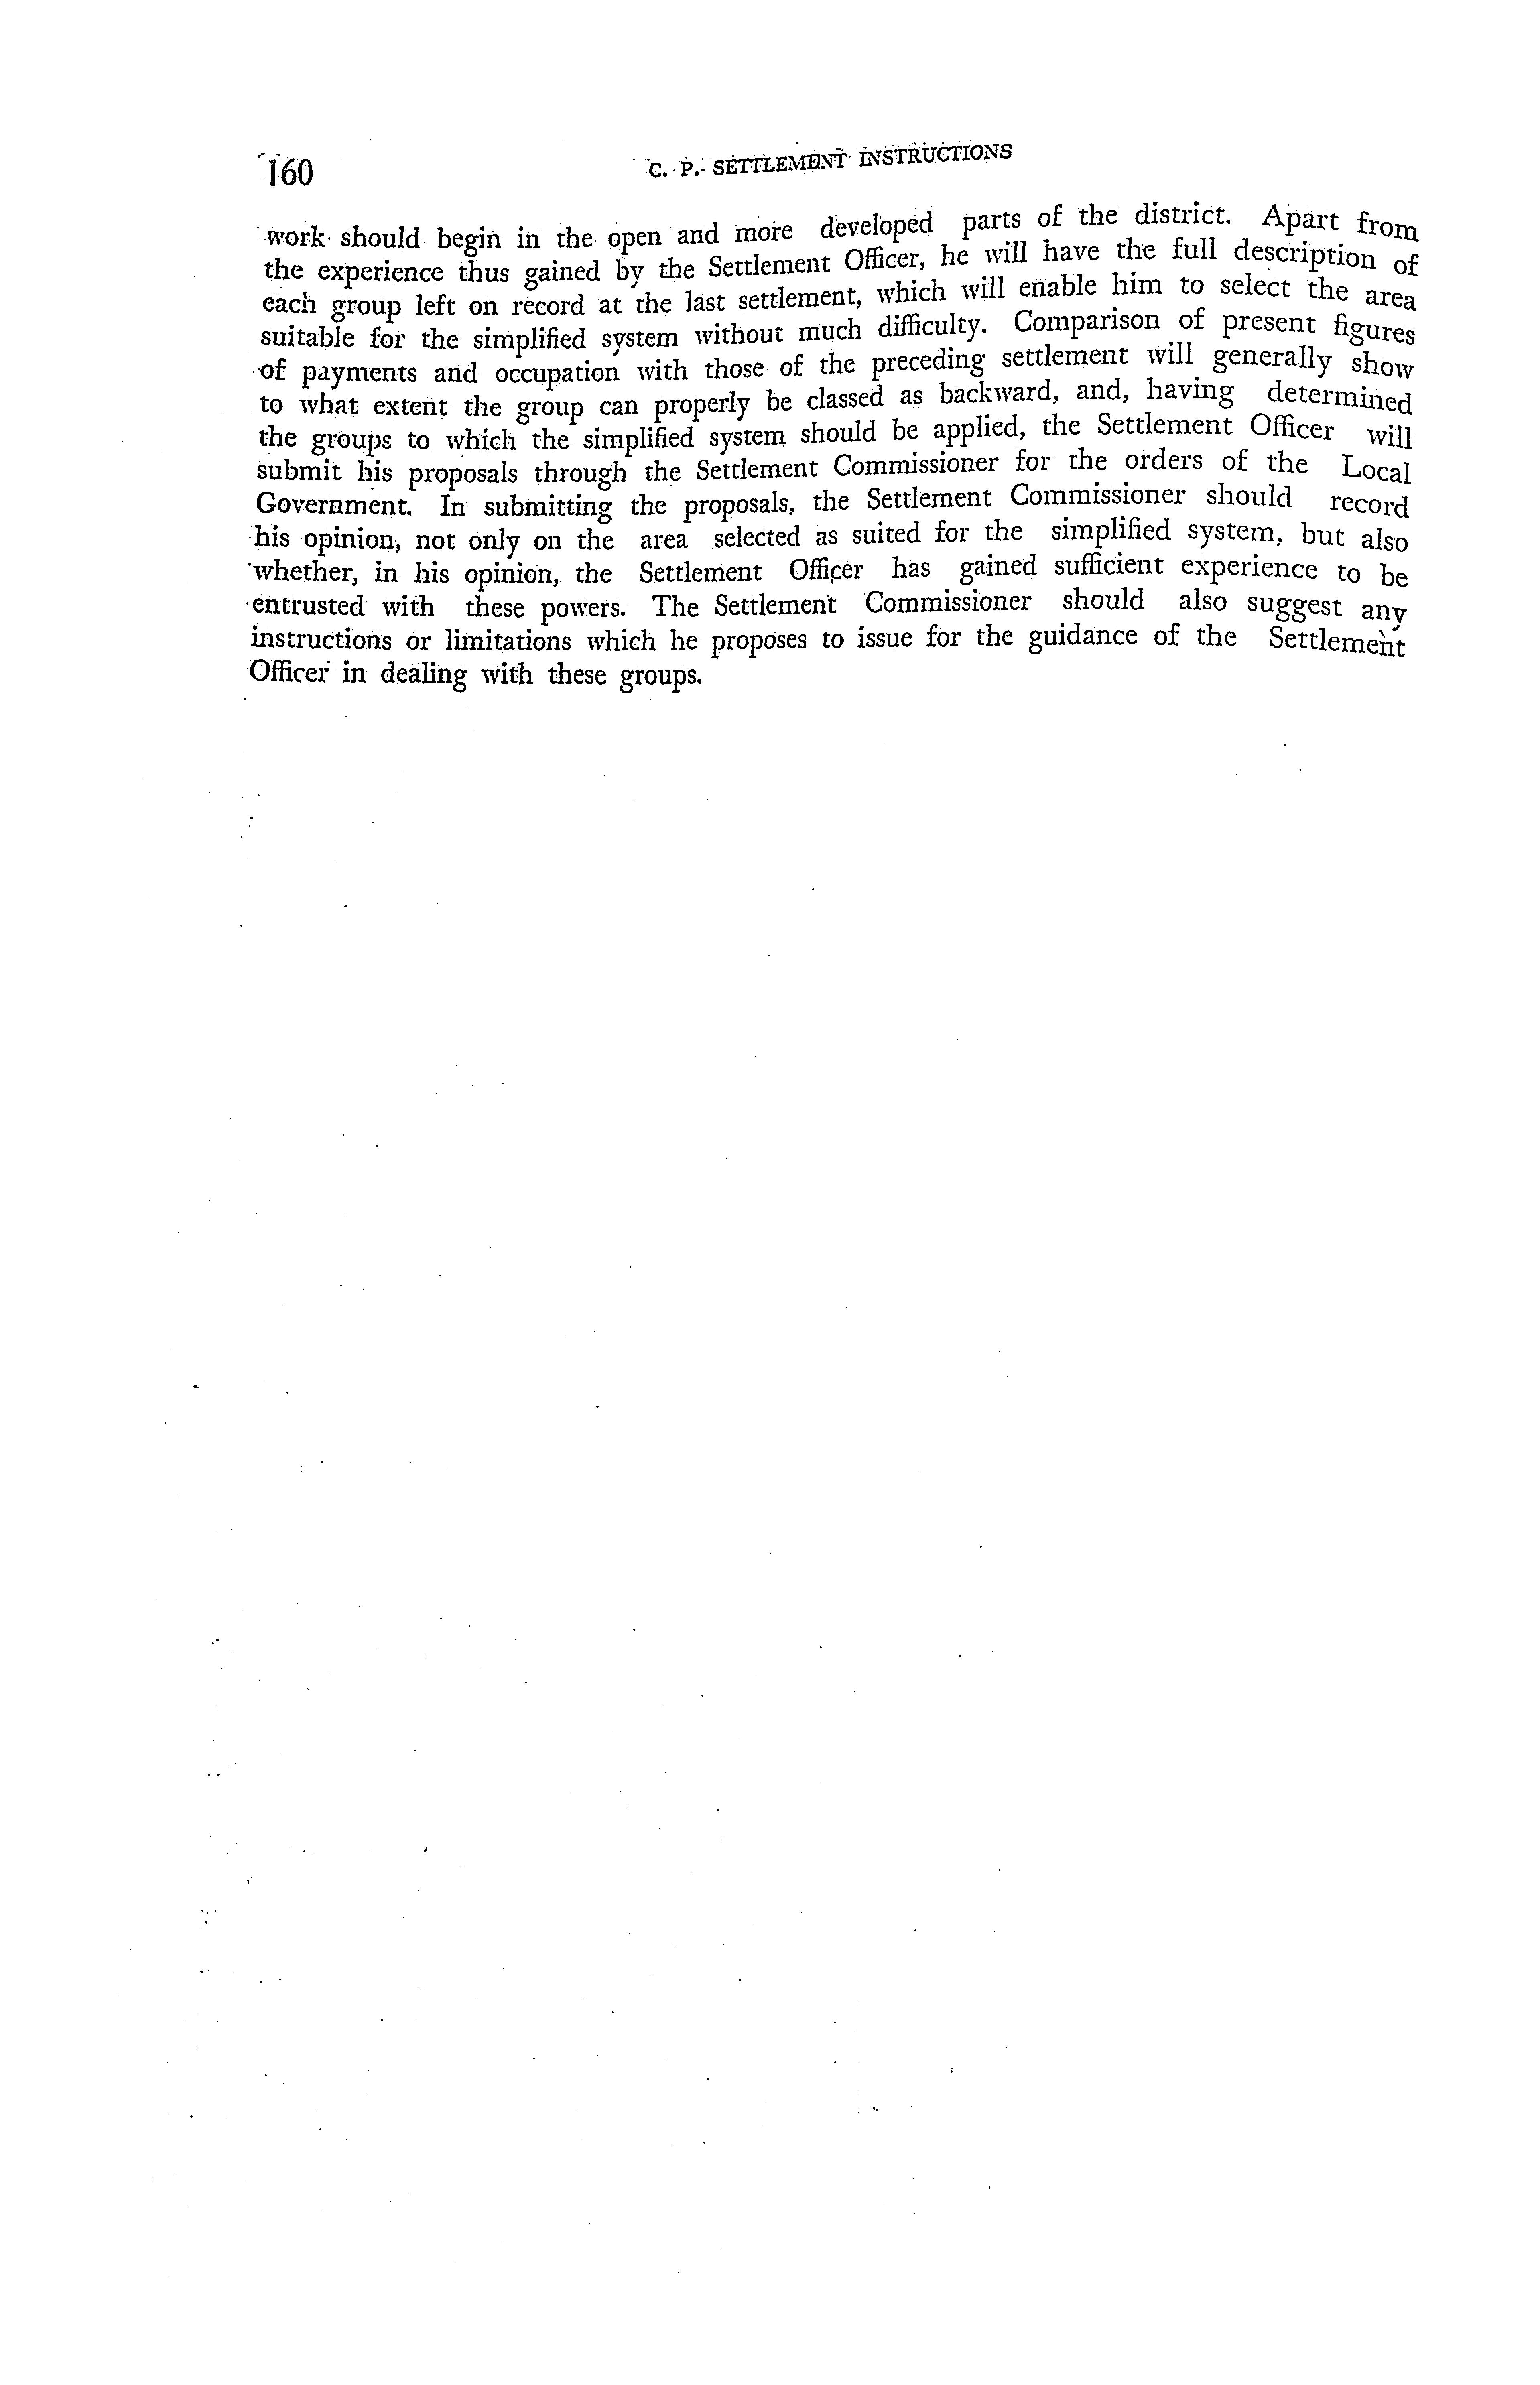 160
C. P. SETTLEMENT INSTRUCTIONS
work should begin in the open and more developed parts of the district. Apart from
the experience thus gained by the Settlement Officer, he will have the full description of
each group left on record at the last settlement, which will enable him to select the area
suitable for the simplified system without much difficulty. Comparison of present figures
of payments and occupation with those of the preceding settlement will generally show
to what extent the group can properly be classed as backward, and, having determined
the groups to which the simplified system should be applied, the Settlement Officer will
submit his proposals through the Settlement Commissioner for the orders of the Local
Government. In submitting the proposals, the Settlement Commissioner should record
his opinion, not only on the area selected as suited for the simplified system, but also
whether, in his opinion, the Settlement Officer has gained sufficient experience to be
entrusted with these powers. The Settlement Commissioner should also suggest any
instructions or limitations which he proposes to issue for the guidance of the Settlement
Officer in dealing with these groups.